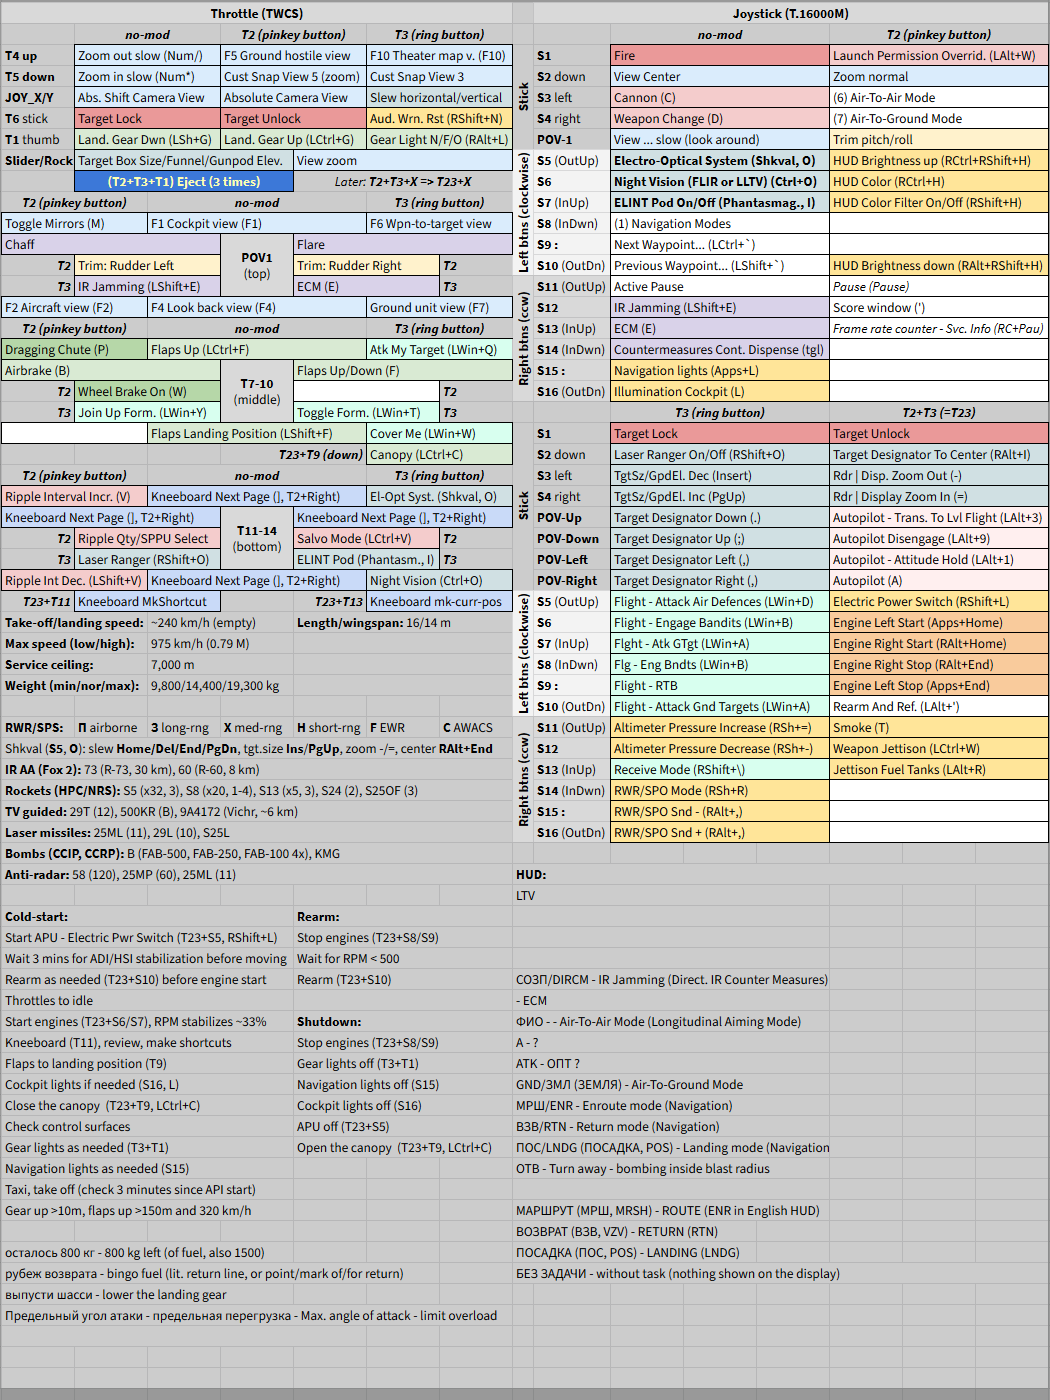 Throttle (TWCS) Joystick (T.16000M)
no-mod T2 (pinkey button) T3 (ring button) no-mod T2 (pinkey button)
T4 up Zoom out slow (Num/) F5 Ground hostile view F10 Theater map v. (F10) S1 Fire Launch Permission Overrid. (LAlt+W)
T5 down Zoom in slow (Num*) Cust Snap View 5 (zoom) Cust Snap View 3 S2 down View Center Zoom normal
JOY_X/Y Abs. Shift Camera View Absolute Camera View Slew horizontal/vertical Stick S3 left Cannon (C) (6) Air-To-Air Mode
T6 stick Target Lock Target Unlock Aud. Wrn. Rst (RShift+N) S4 right Weapon Change (D) (7) Air-To-Ground Mode
T1 thumb Land. Gear Dwn (LSh+G) Land. Gear Up (LCtrl+G) Gear Light N/F/O (RAlt+L) POV-1 View ... slow (look around) Trim pitch/roll
Slider/Rock Target Box Size/Funnel/Gunpod Elev. View zoom S5 (OutUp) Electro-Optical System (Shkval, O) HUD Brightness up (RCtrl+RShift+H)
(T2+T3+T1) Eject (3 times) Later: T2+T3+X => T23+X S6 Night Vision (FLIR or LLTV) (Ctrl+O) HUD Color (RCtrl+H)
T2 (pinkey button) no-mod T3 (ring button) Left btns (clockwise) S7 (InUp) ELINT Pod On/Off (Phantasmag., I) HUD Color Filter On/Off (RShift+H)
Toggle Mirrors (M) F1 Cockpit view (F1) F6 Wpn-to-target view S8 (InDwn) (1) Navigation Modes
Chaff POV1 Flare S9 : Next Waypoint... (LCtrl+`)
T2 Trim: Rudder Left (top) Trim: Rudder Right T2 S10 (OutDn) Previous Waypoint... (LShift+`) HUD Brightness down (RAlt+RShift+H)
T3 IR Jamming (LShift+E) ECM (E) T3 S11 (OutUp) Active Pause Pause (Pause)
F2 Aircraft view (F2) F4 Look back view (F4) Ground unit view (F7) S12 IR Jamming (LShift+E) Score window (')
T2 (pinkey button) no-mod T3 (ring button) Right btns (ccw) S13 (InUp) ECM (E) Frame rate counter - Svc. Info (RC+Pau)
Dragging Chute (P) Flaps Up (LCtrl+F) Atk My Target (LWin+Q) S14 (InDwn) Countermeasures Cont. Dispense (tgl)
Airbrake (B) T7-10 Flaps Up/Down (F) S15 : Navigation lights (Apps+L)
T2 Wheel Brake On (W) (middle) T2 S16 (OutDn) Illumination Cockpit (L)
T3 Join Up Form. (LWin+Y) Toggle Form. (LWin+T) T3 T3 (ring button) T2+T3 (=T23)
Flaps Landing Position (LShift+F) Cover Me (LWin+W) S1 Target Lock Target Unlock
T23+T9 (down) Canopy (LCtrl+C) S2 down Laser Ranger On/Off (RShift+O) Target Designator To Center (RAlt+I)
T2 (pinkey button) no-mod T3 (ring button) S3 left TgtSz/GpdEl. Dec (Insert) Rdr | Disp. Zoom Out (-)
Ripple Interval Incr. (V) Kneeboard Next Page (], T2+Right) El-Opt Syst. (Shkval, O) Stick S4 right TgtSz/GpdEl. Inc (PgUp) Rdr | Display Zoom In (=)
Kneeboard Next Page (], T2+Right) T11-14 Kneeboard Next Page (], T2+Right) POV-Up Target Designator Down (.) Autopilot - Trans. To Lvl Flight (LAlt+3)
T2 Ripple Qty/SPPU Select (bottom) Salvo Mode (LCtrl+V) T2 POV-Down Target Designator Up (;) Autopilot Disengage (LAlt+9)
T3 Laser Ranger (RShift+O) ELINT Pod (Phantasm., I) T3 POV-Left Target Designator Left (,) Autopilot - Attitude Hold (LAlt+1)
Ripple Int Dec. (LShift+V) Kneeboard Next Page (], T2+Right) Night Vision (Ctrl+O) POV-Right Target Designator Right (,) Autopilot (A)
T23+T11 Kneeboard MkShortcut T23+T13 Kneeboard mk-curr-pos S5 (OutUp) Flight - Attack Air Defences (LWin+D) Electric Power Switch (RShift+L)
Take-off/landing speed: ~240 km/h (empty) Length/wingspan: 16/14 m S6 Flight - Engage Bandits (LWin+B) Engine Left Start (Apps+Home)
Max speed (low/high): 975 km/h (0.79 M) Left btns (clockwise) S7 (InUp) Flight - Atk GTgt (LWin+A) Engine Right Start (RAlt+Home)
Service ceiling: 7,000 m S8 (InDwn) Flg - Eng Bndts (LWin+B) Engine Right Stop (RAlt+End)
Weight (min/nor/max): 9,800/14,400/19,300 kg S9 : Flight - RTB Engine Left Stop (Apps+End)
S10 (OutDn) Flight - Attack Gnd Targets (LWin+A) Rearm And Ref. (LAlt+')
RWR/SPS: П airborne З long-rng Х med-rng Н short-rng F EWR С AWACS S11 (OutUp) Altimeter Pressure Increase (RSh+=) Smoke (T)
Shkval (S5, O): slew Home/Del/End/PgDn, tgt.size Ins/PgUp, zoom -/=, center RAlt+End S12 Altimeter Pressure Decrease (RSh+-) Weapon Jettison (LCtrl+W)
IR AA (Fox 2): 73 (R-73, 30 km), 60 (R-60, 8 km) Right btns (ccw) S13 (InUp) Receive Mode (RShift+\) Jettison Fuel Tanks (LAlt+R)
Rockets (HPC/NRS): S5 (x32, 3), S8 (x20, 1-4), S13 (x5, 3), S24 (2), S25OF (3) S14 (InDwn) RWR/SPO Mode (RSh+R)
TV guided: 29T (12), 500KR (B), 9A4172 (Vichr, ~6 km) S15 : RWR/SPO Snd - (RAlt+,)
Laser missiles: 25ML (11), 29L (10), S25L S16 (OutDn) RWR/SPO Snd + (RAlt+,)
Bombs (CCIP, CCRP): B (FAB-500, FAB-250, FAB-100 4x), KMG
Anti-radar: 58 (120), 25MP (60), 25ML (11) HUD:
LTV
Cold-start: Rearm:
Start APU - Electric Pwr Switch (T23+S5, RShift+L) Stop engines (T23+S8/S9)
Wait 3 mins for ADI/HSI stabilization before moving Wait for RPM < 500
Rearm as needed (T23+S10) before engine start Rearm (T23+S10) СОЗП/DIRCM - IR Jamming (Direct. IR Counter Measures)
Throttles to idle - ECM
Start engines (T23+S6/S7), RPM stabilizes ~33% Shutdown: ФИО - - Air-To-Air Mode (Longitudinal Aiming Mode)
Kneeboard (T11), review, make shortcuts Stop engines (T23+S8/S9) А - ?
Flaps to landing position (T9) Gear lights off (T3+T1) АТК - ОПТ ?
Cockpit lights if needed (S16, L) Navigation lights off (S15) GND/ЗМЛ (ЗЕМЛЯ) - Air-To-Ground Mode
Close the canopy (T23+T9, LCtrl+C) Cockpit lights off (S16) МРШ/ENR - Enroute mode (Navigation)
Check control surfaces APU off (T23+S5) ВЗВ/RTN - Return mode (Navigation)
Gear lights as needed (T3+T1) Open the canopy (T23+T9, LCtrl+C) ПОС/LNDG (ПОСАДКА, POS) - Landing mode (Navigation
Navigation lights as needed (S15) ОТВ - Turn away - bombing inside blast radius
Taxi, take off (check 3 minutes since API start)
Gear up >10m, flaps up >150m and 320 km/h МАРШРУТ (МРШ, MRSH) - ROUTE (ENR in English HUD)
ВОЗВРАТ (ВЗВ, VZV) - RETURN (RTN)
осталось 800 кг - 800 kg left (of fuel, also 1500) ПОСАДКА (ПОС, POS) - LANDING (LNDG)
рубеж возврата - bingo fuel (lit. return line, or point/mark of/for return) БЕЗ ЗАДАЧИ - without task (nothing shown on the display)
выпусти шасси - lower the landing gear
Предельный угол атаки - предельная перегрузка - Max. angle of attack - limit overload